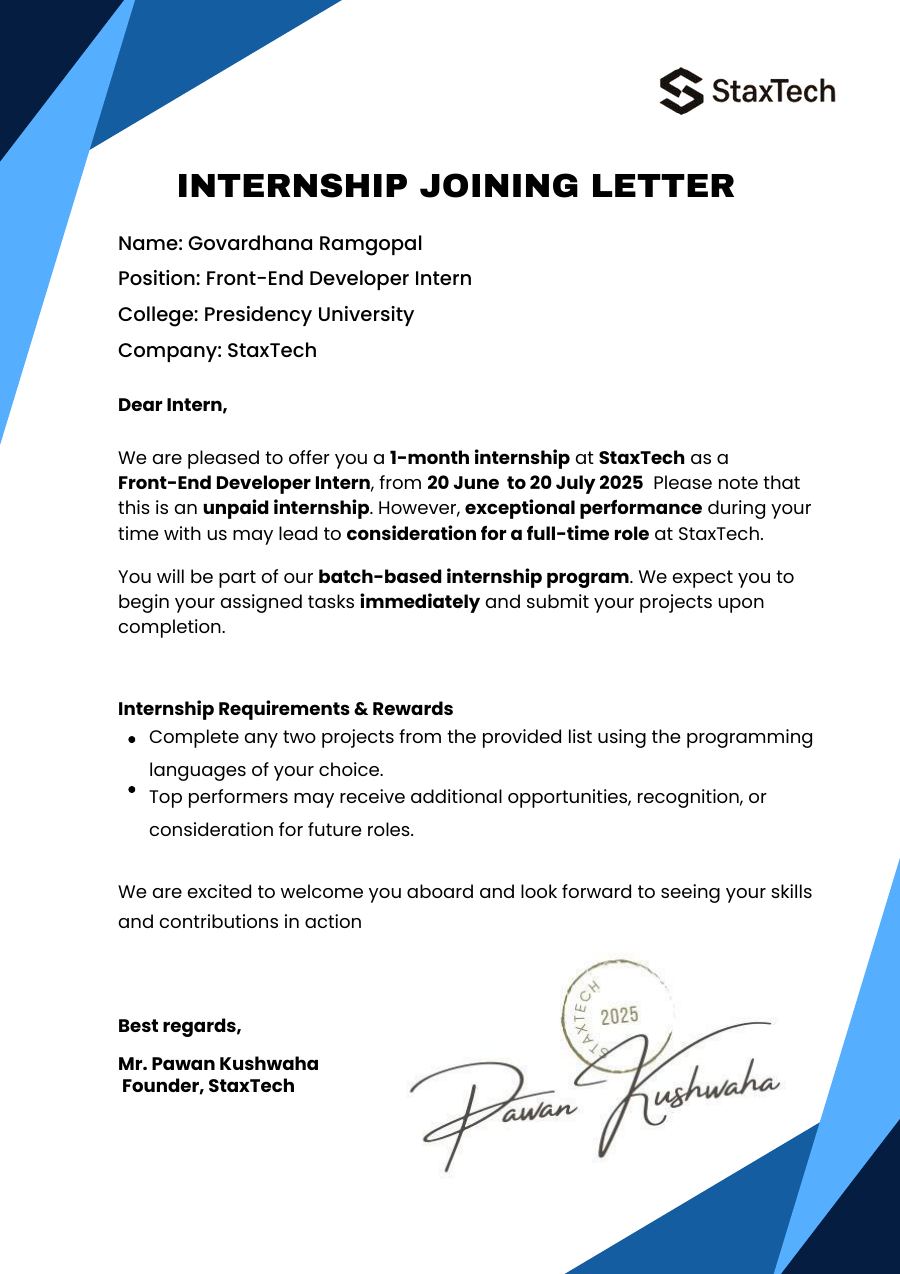 StaxTech
INTERNSHIP JOINING LETTER
Name: Govardhana Ramgopal
Position: Front-End Developer Intern
College: Presidency University
Company: StaxTech
Dear Intern,
We are pleased to offer you a 1-month internship at StaxTech as a
Front-End Developer Intern, from 20 June  to 20 July 2025  Please note that
this is an unpaid internship. However, exceptional performance during your
time with us may lead to consideration for a full-time role at StaxTech.
You will be part of our batch-based internship program. We expect you to
begin your assigned tasks immediately and submit your projects upon
completion.
Internship Requirements & Rewards
• Complete any two projects from the provided list using the programming
languages of your choice.
• Top performers may receive additional opportunities, recognition, or
consideration for future roles.
We are excited to welcome you aboard and look forward to seeing your skills
and contributions in action
STAXTECH
2025
Best regards,
Mr. Pawan Kushwaha
Founder, StaxTech
Pawan Kushwaha